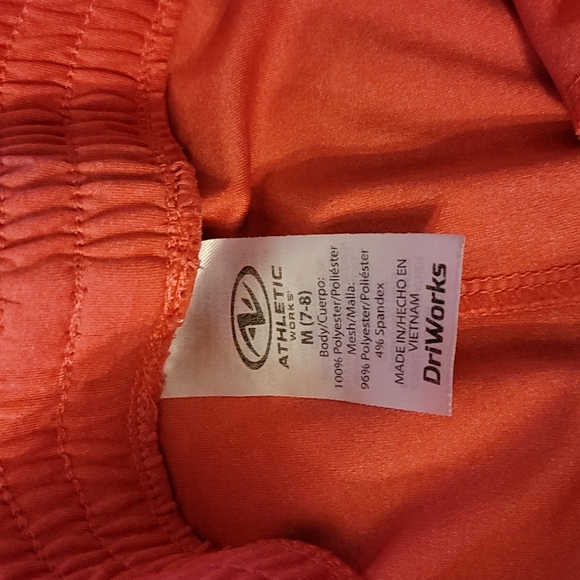 ATHLETIC
WORKS
M (7-8)
Body/Cuerpo:
100% Polyester/Poliéster
Mesh/Malla:
96% Polyester/Poliéster
4% Spandex
MADE IN/HECHO EN
VIETNAM
DriWorks